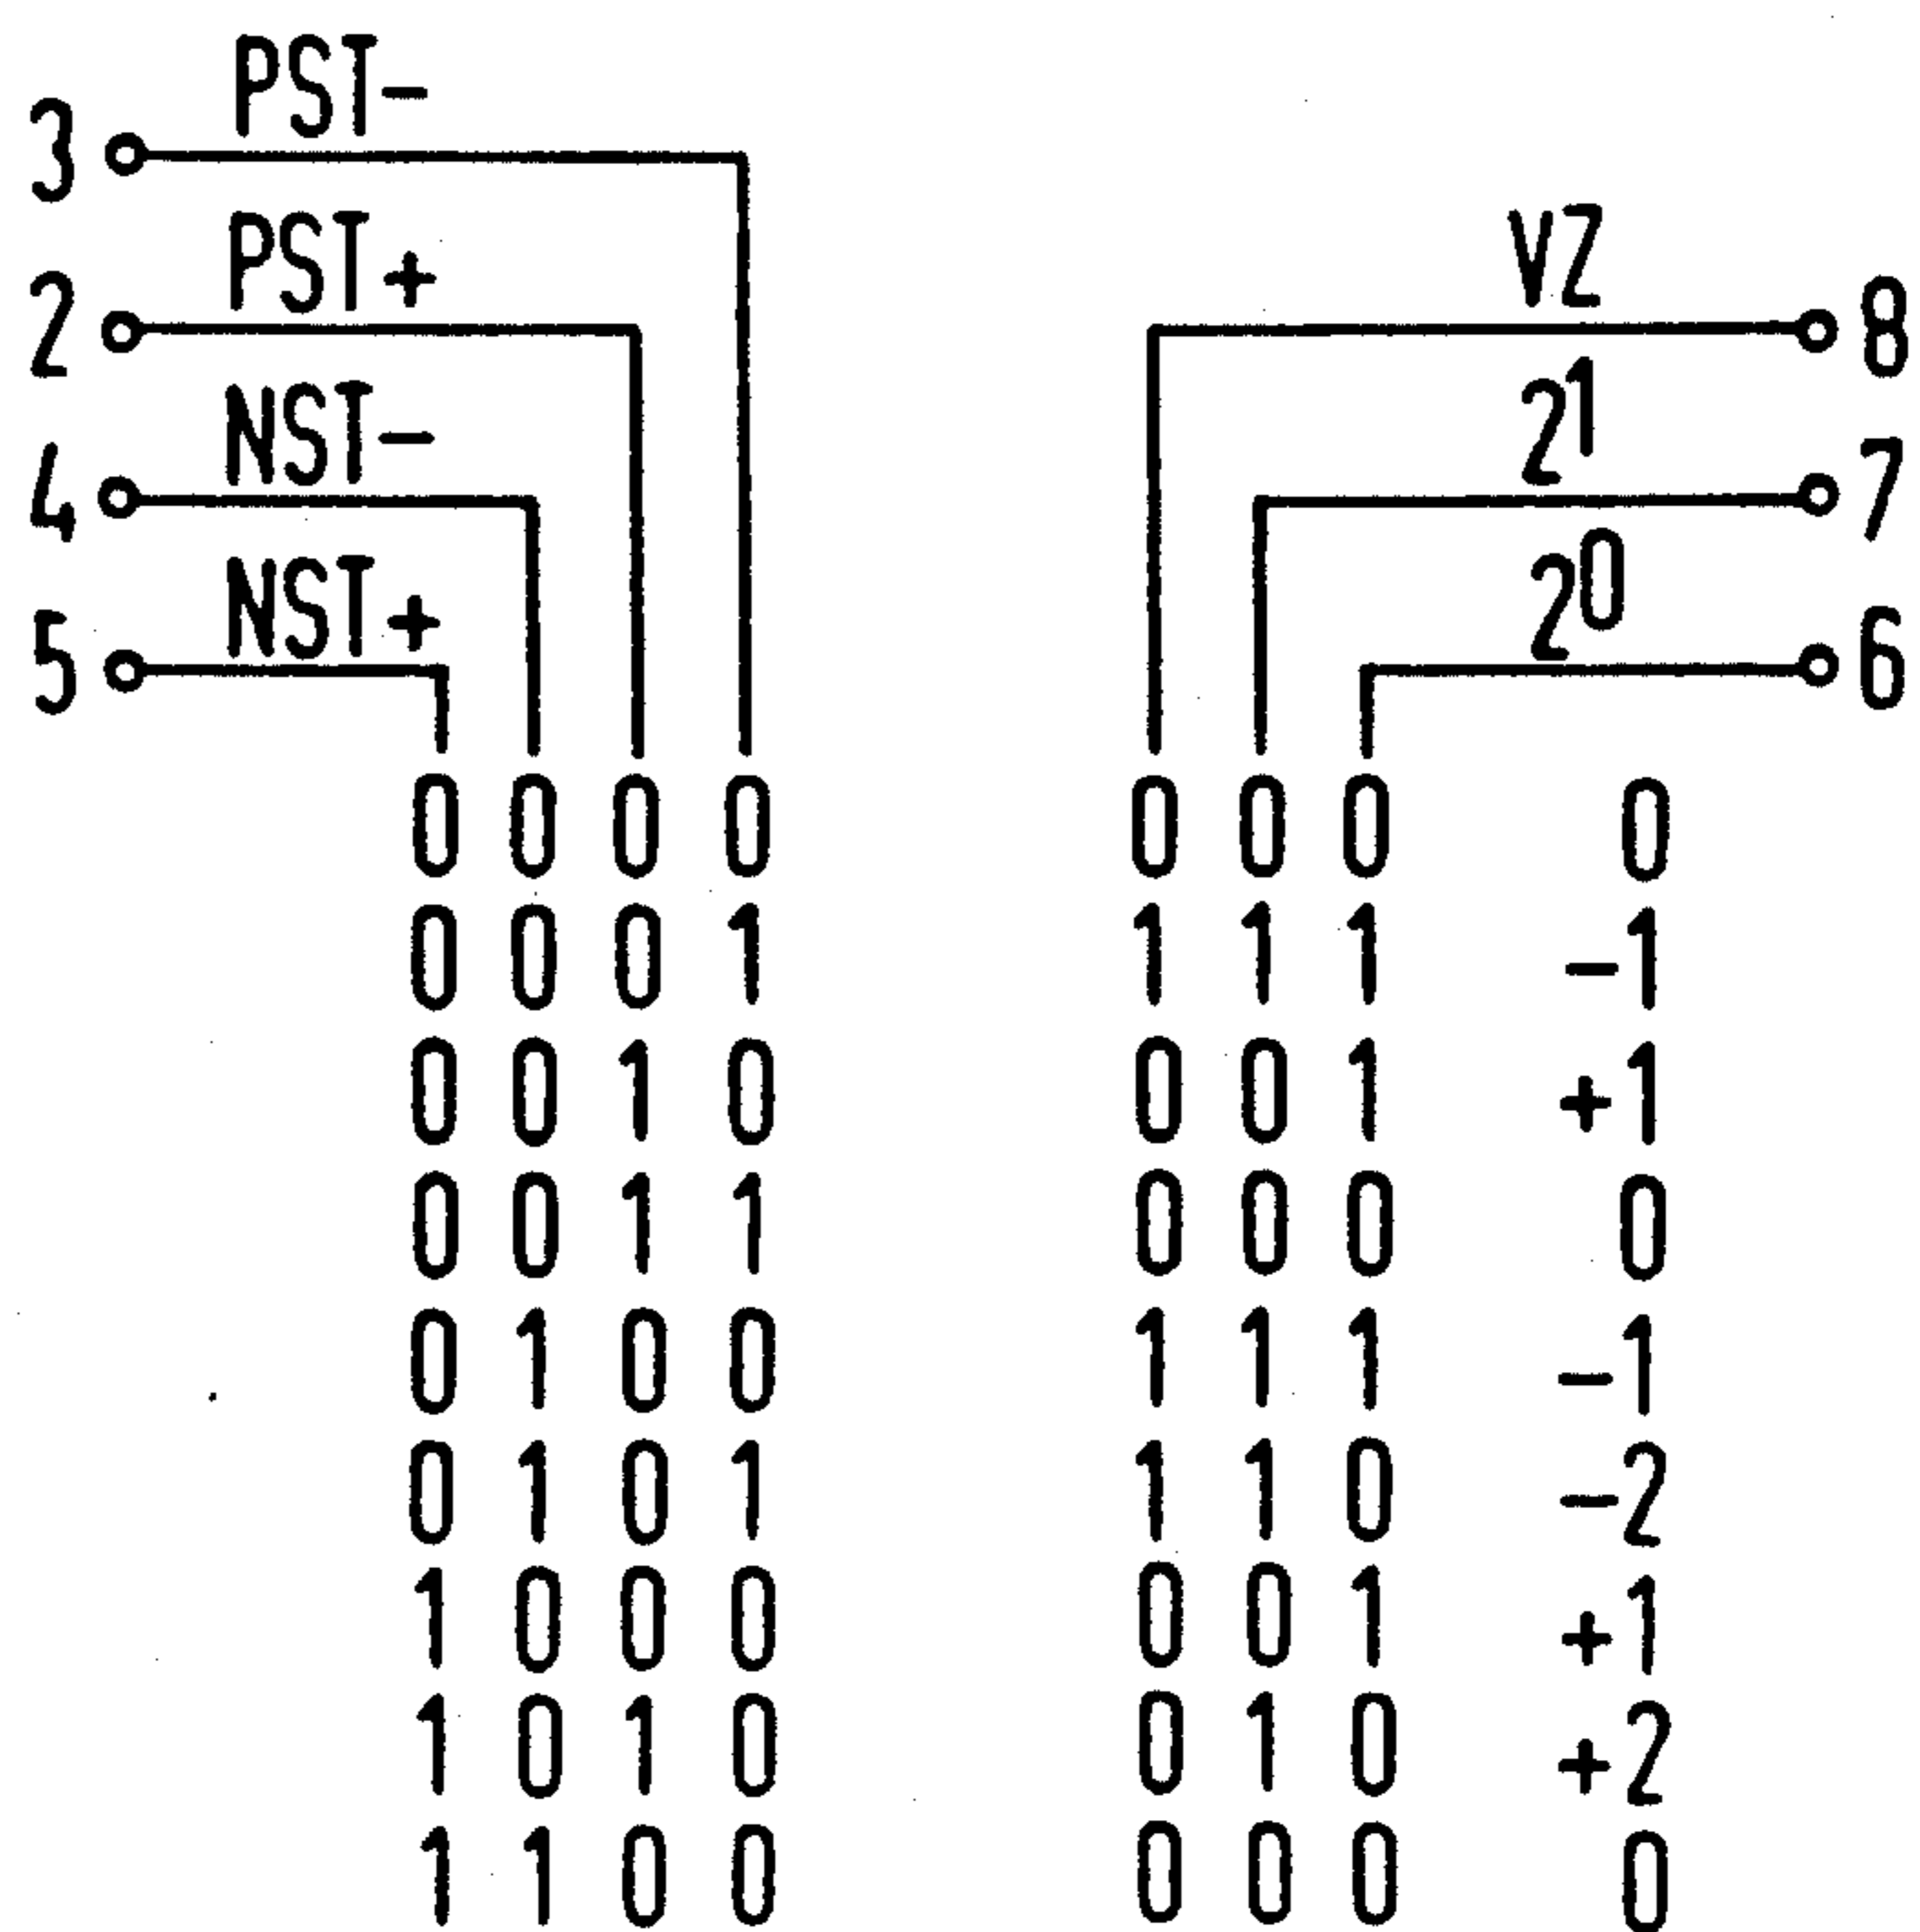 3 PST-
2 PST+ VZ 8
4 NST- 2¹ 7
5 NST+ 2⁰ 6
0 0 0 0 0 0 0 0
0 0 0 1 1 1 1 -1
0 0 1 0 0 0 1 +1
0 0 1 1 0 0 0 0
0 1 0 0 1 1 1 -1
0 1 0 1 1 1 0 -2
1 0 0 0 0 0 1 +1
1 0 1 0 0 1 0 +2
1 1 0 0 0 0 0 0